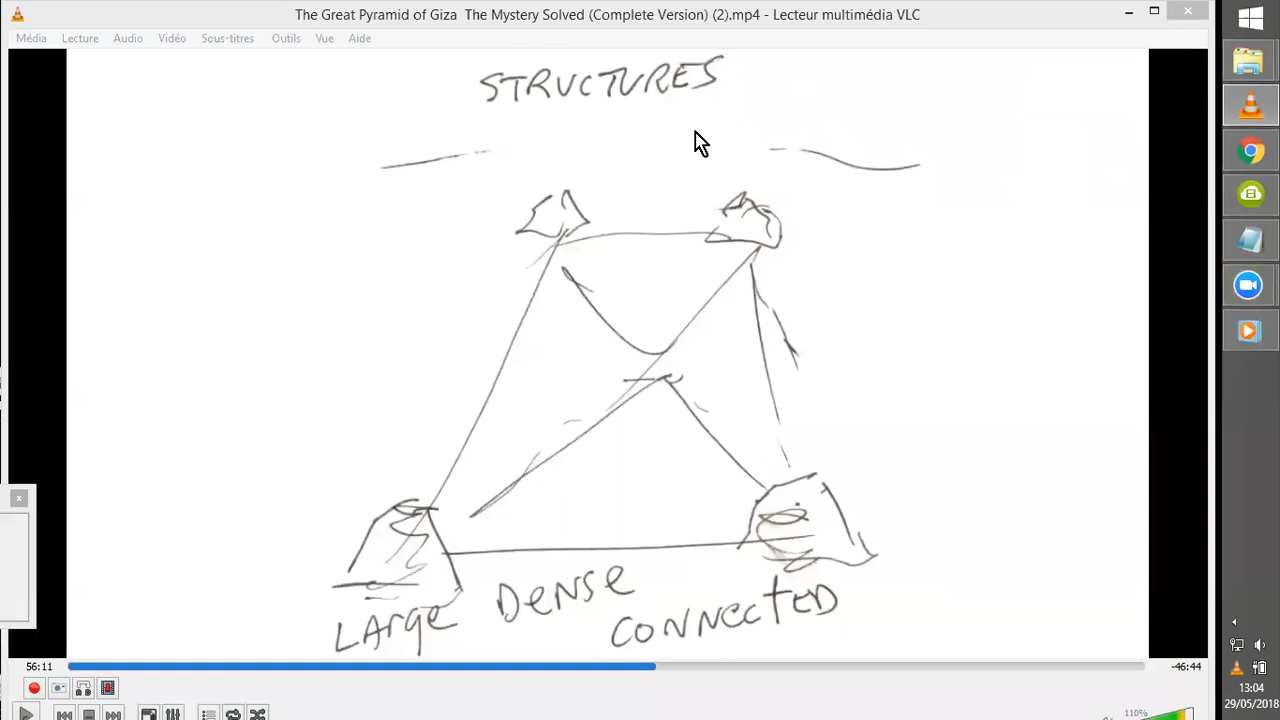 The Great Pyramid of Giza The Mystery Solved (Complete Version) (2).mp4 - Lecteur multimédia VLC
Média Lecture Audio Vidéo Sous-titres Outils Vue Aide
STRUCTURES
LArge Dense
connecteD
56:11 -46:44
13:04
29/05/2018
110%